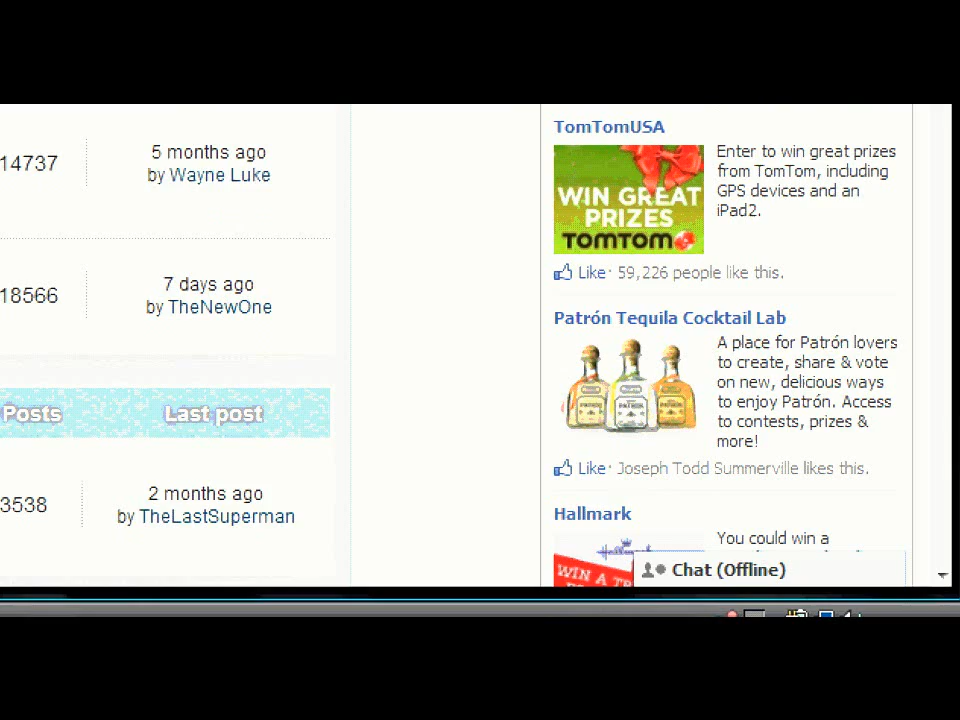 14737
5 months ago
by Wayne Luke
18566
7 days ago
by TheNewOne
Posts
Last post
3538
2 months ago
by TheLastSuperman
TomTomUSA
WIN GREAT
PRIZES
TOMTOM
Enter to win great prizes
from TomTom, including
GPS devices and an
iPad2.
Like · 59,226 people like this.
Patrón Tequila Cocktail Lab
PATRON
A place for Patrón lovers
to create, share & vote
on new, delicious ways
to enjoy Patrón. Access
to contests, prizes &
more!
Like · Joseph Todd Summerville likes this.
Hallmark
WIN A
You could win a
Chat (Offline)